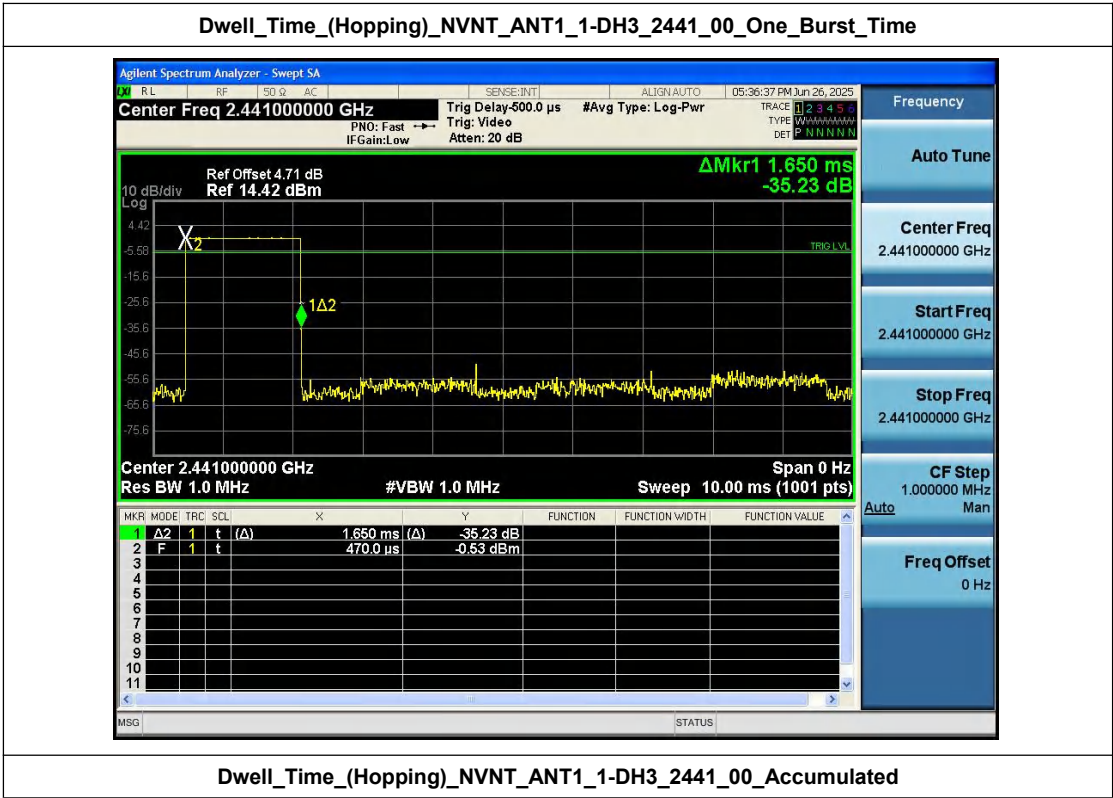 Dwell_Time_(Hopping)_NVNT_ANT1_1-DH3_2441_00_One_Burst_Time
Agilent Spectrum Analyzer - Swept SA
LXI RL RF 50 Ω AC SENSE:INT ALIGN AUTO 05:36:37 PM Jun 26, 2025
Center Freq 2.441000000 GHz
PNO: Fast
IFGain:Low
Trig Delay-500.0 µs
Trig: Video
Atten: 20 dB
#Avg Type: Log-Pwr
TRACE 1 2 3 4 5 6
TYPE WWWWWW
DET P N N N N N
ΔMkr1 1.650 ms
-35.23 dB
Ref Offset 4.71 dB
10 dB/div Ref 14.42 dBm
Log
4.42
-5.58
-15.6
-25.6
-35.6
-45.6
-55.6
-65.6
-75.6
2
1Δ2
TRIG LVL
Center 2.441000000 GHz Span 0 Hz
Res BW 1.0 MHz #VBW 1.0 MHz Sweep 10.00 ms (1001 pts)
MKR MODE TRC SCL X Y FUNCTION FUNCTION WIDTH FUNCTION VALUE
1 Δ2 1 t (Δ) 1.650 ms (Δ) -35.23 dB
2 F 1 t 470.0 µs -0.53 dBm
3
4
5
6
7
8
9
10
11
MSG STATUS
Frequency
Auto Tune
Center Freq
2.441000000 GHz
Start Freq
2.441000000 GHz
Stop Freq
2.441000000 GHz
CF Step
1.000000 MHz
Auto Man
Freq Offset
0 Hz
Dwell_Time_(Hopping)_NVNT_ANT1_1-DH3_2441_00_Accumulated